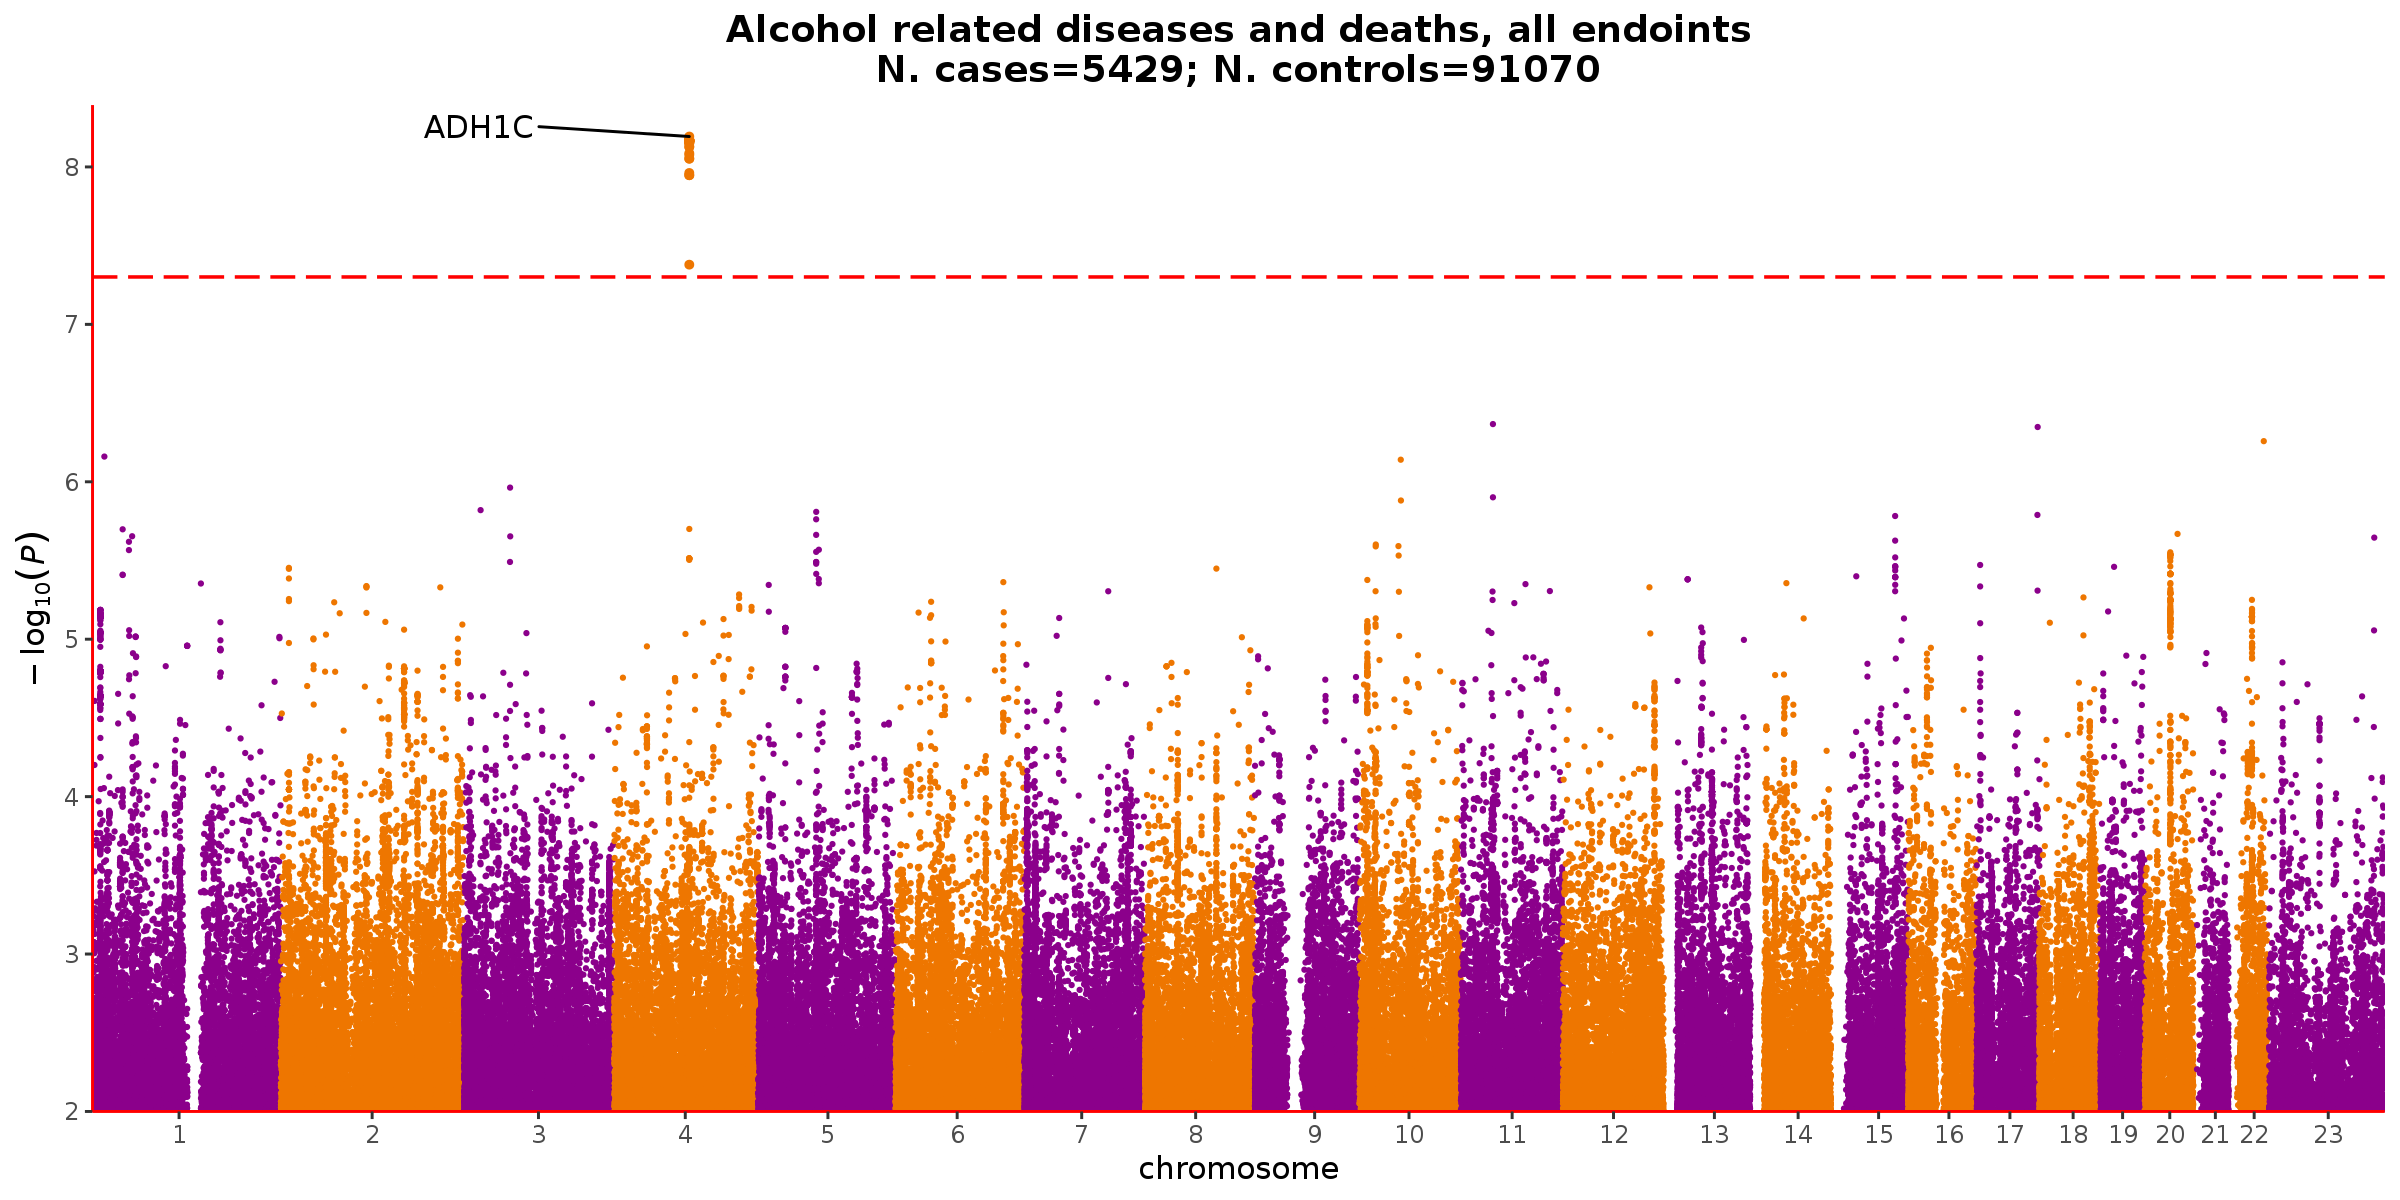 Alcohol related diseases and deaths, all endoints
N. cases=5429; N. controls=91070
ADH1C
8
7
6
5
4
3
2
− log₁₀(P)
1 2 3 4 5 6 7 8 9 10 11 12 13 14 15 16 17 18 19 20 21 22 23
chromosome